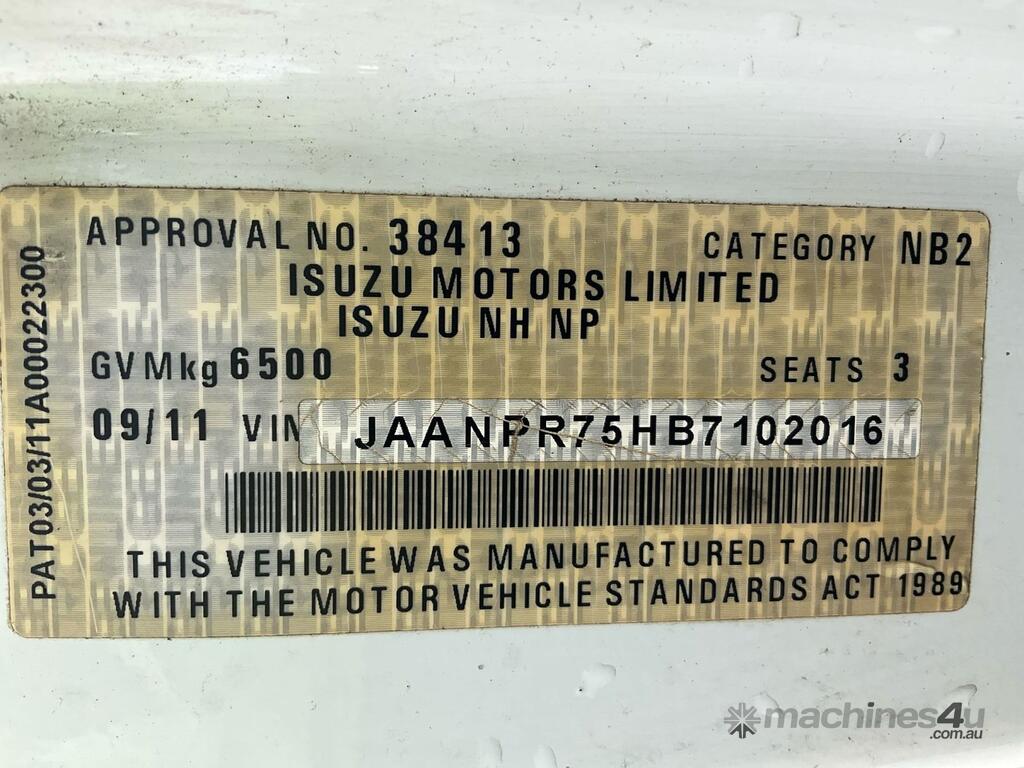 APPROVAL NO. 38413 CATEGORY NB2
ISUZU MOTORS LIMITED
ISUZU NH NP
GVMkg 6500 SEATS 3
09/11 VIN JAANPR75HB7102016
THIS VEHICLE WAS MANUFACTURED TO COMPLY
WITH THE MOTOR VEHICLE STANDARDS ACT 1989
PAT03/03/11A00022300
machines4u
.com.au